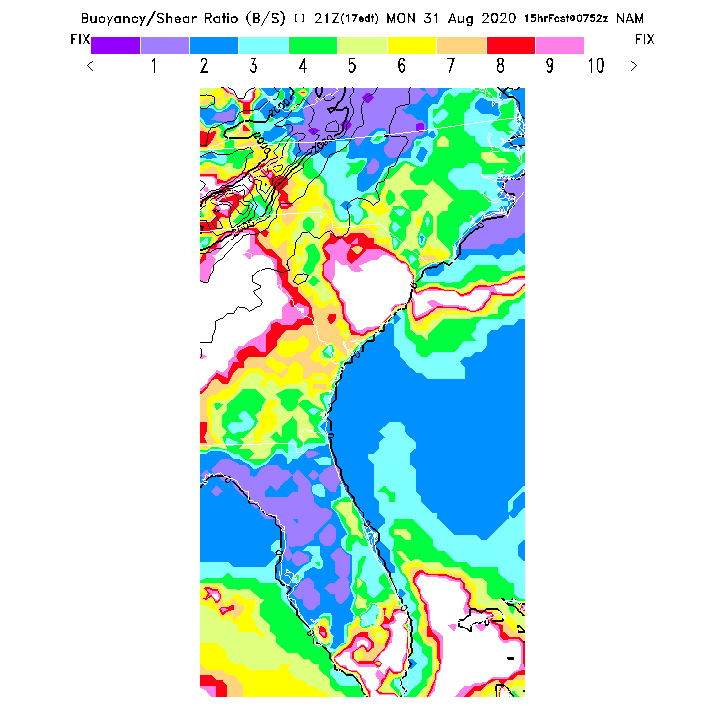 Buoyancy/Shear Ratio (B/S) [] 21Z(17edt) MON 31 Aug 2020 15hrFcst@0752z NAM
FIX FIX
< 1 2 3 4 5 6 7 8 9 10 >